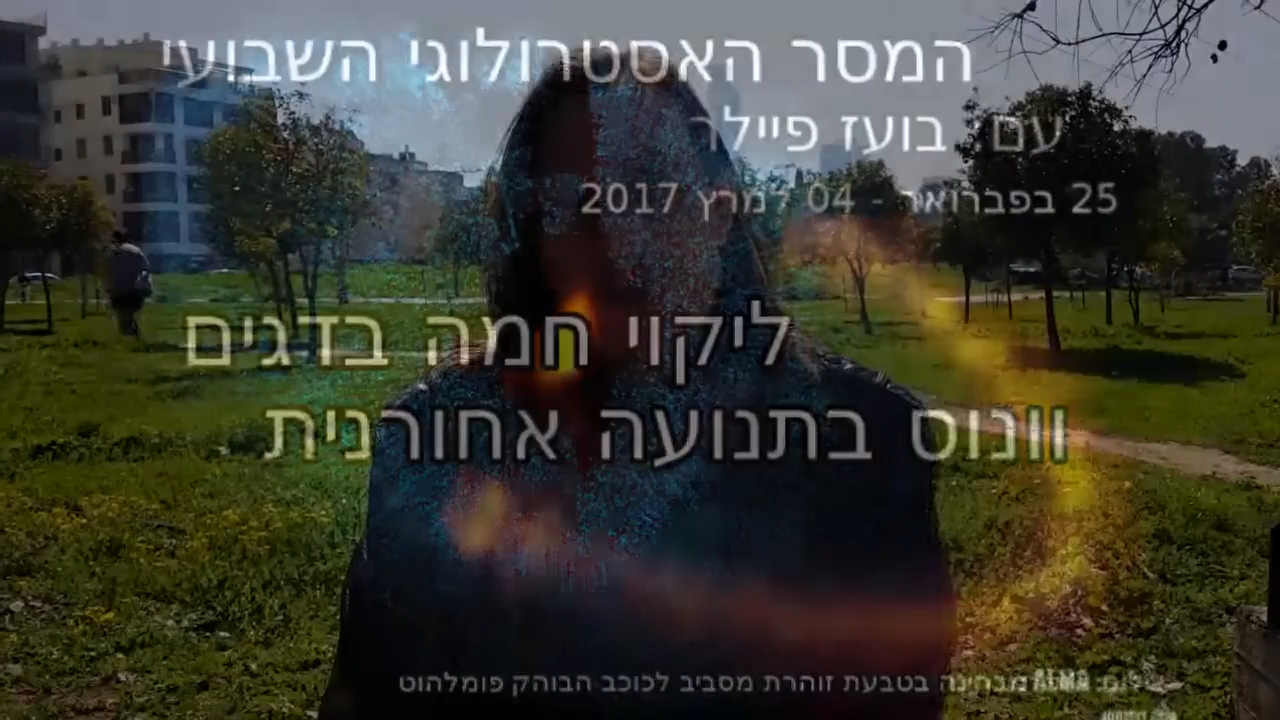 המסר האסטרולוגי השבועי
עם בועז פיילר
25 בפברואר - 04 למרץ 2017
ליקוי חמה בדגים
וונוס בתנועה אחורנית
ALMA מבחינה בטבעת זוהרת מסביב לכוכב הבוהק פומלהוט